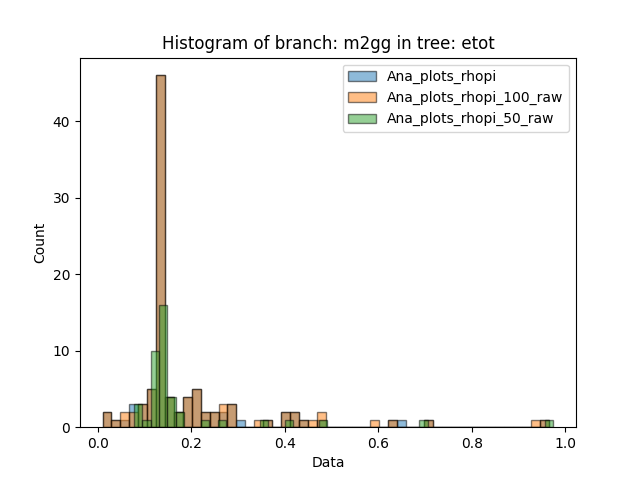 Histogram of branch: m2gg in tree: etot
Ana_plots_rhopi
Ana_plots_rhopi_100_raw
Ana_plots_rhopi_50_raw
Count
40
30
20
10
0
0.0 0.2 0.4 0.6 0.8 1.0
Data